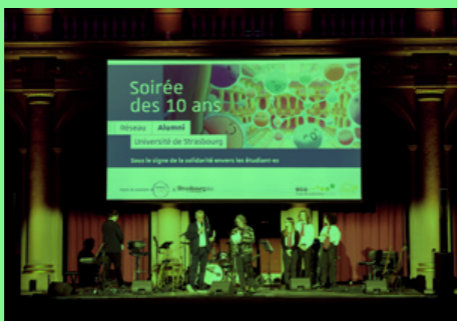 Soirée
des 10 ans
Réseau Alumni
Université de Strasbourg
Sous le signe de la solidarité envers les étudiant·es
Strasbourg